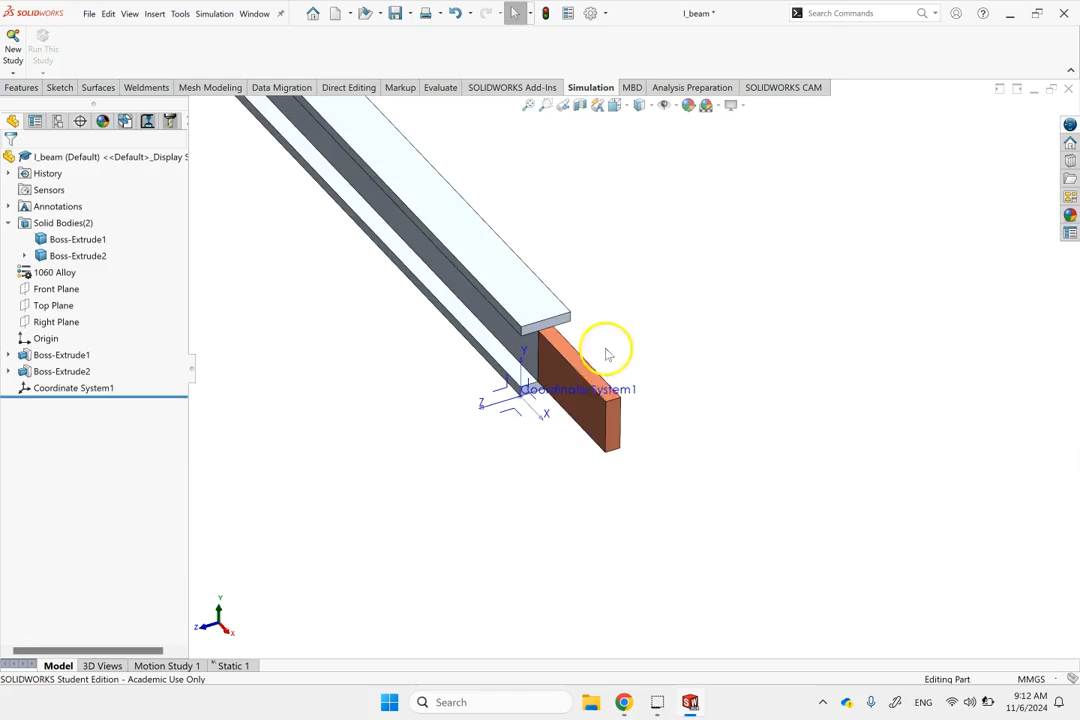 SOLIDWORKS File Edit View Insert Tools Simulation Window I_beam * Search Commands
New Study
Run This Study
Features Sketch Surfaces Weldments Mesh Modeling Data Migration Direct Editing Markup Evaluate SOLIDWORKS Add-Ins Simulation MBD Analysis Preparation SOLIDWORKS CAM
I_beam (Default) <<Default>_Display S
History
Sensors
Annotations
Solid Bodies(2)
Boss-Extrude1
Boss-Extrude2
1060 Alloy
Front Plane
Top Plane
Right Plane
Origin
Boss-Extrude1
Boss-Extrude2
Coordinate System1
Y
Coordinate System1
Z
X
Y
Z
X
Model 3D Views Motion Study 1 Static 1
SOLIDWORKS Student Edition - Academic Use Only Editing Part MMGS
Search
ENG
9:12 AM
11/6/2024